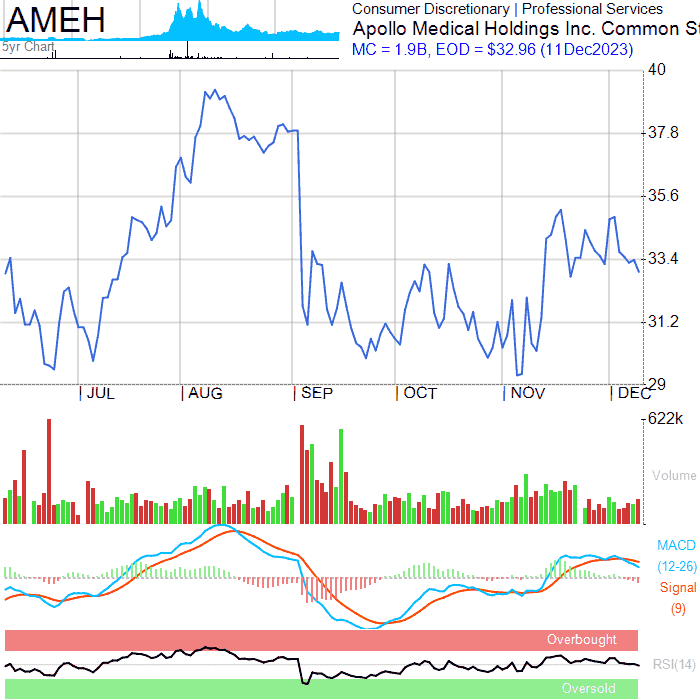 AMEH
5yr Chart
Consumer Discretionary | Professional Services
Apollo Medical Holdings Inc. Common St
MC = 1.9B, EOD = $32.96 (11Dec2023)
40
37.8
35.6
33.4
31.2
29
| JUL | AUG | SEP | OCT | NOV | DEC
622k
Volume
MACD
(12-26)
Signal
(9)
Overbought
RSI(14)
Oversold